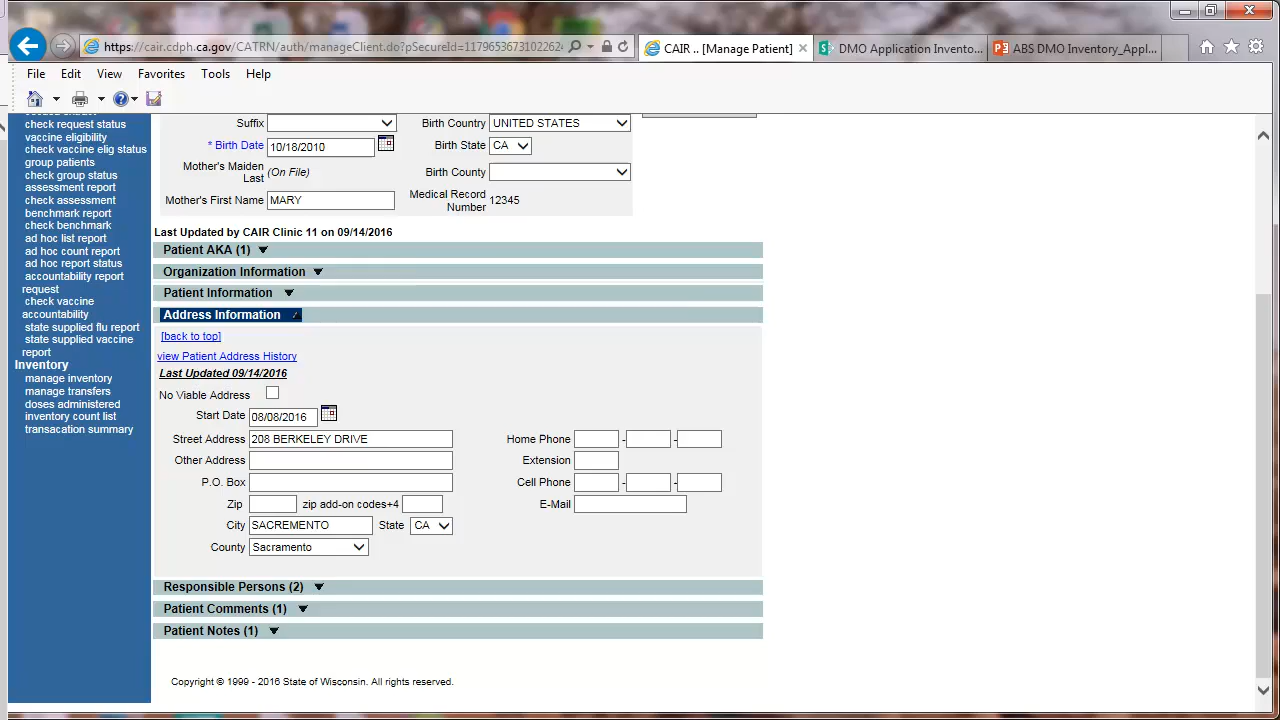 https://cair.cdph.ca.gov/CATRN/auth/manageClient.do?pSecureId=1179653673102262
CAIR .. [Manage Patient]
DMO Application Invento...
ABS DMO Inventory_Appl...
File Edit View Favorites Tools Help
check request status
vaccine eligibility
check vaccine elig status
group patients
check group status
assessment report
check assessment
benchmark report
check benchmark
ad hoc list report
ad hoc count report
ad hoc report status
accountability report
request
check vaccine
accountability
state supplied flu report
state supplied vaccine
report
Inventory
manage inventory
manage transfers
doses administered
inventory count list
transacation summary
Suffix
Birth Country UNITED STATES
* Birth Date 10/18/2010
Birth State CA
Mother's Maiden
Last (On File)
Birth County
Mother's First Name MARY
Medical Record
Number 12345
Last Updated by CAIR Clinic 11 on 09/14/2016
Patient AKA (1)
Organization Information
Patient Information
Address Information
[back to top]
view Patient Address History
Last Updated 09/14/2016
No Viable Address
Start Date 08/08/2016
Street Address 208 BERKELEY DRIVE
Home Phone - -
Other Address
Extension
P.O. Box
Cell Phone - -
Zip zip add-on codes+4
E-Mail
City SACREMENTO State CA
County Sacramento
Responsible Persons (2)
Patient Comments (1)
Patient Notes (1)
Copyright © 1999 - 2016 State of Wisconsin. All rights reserved.